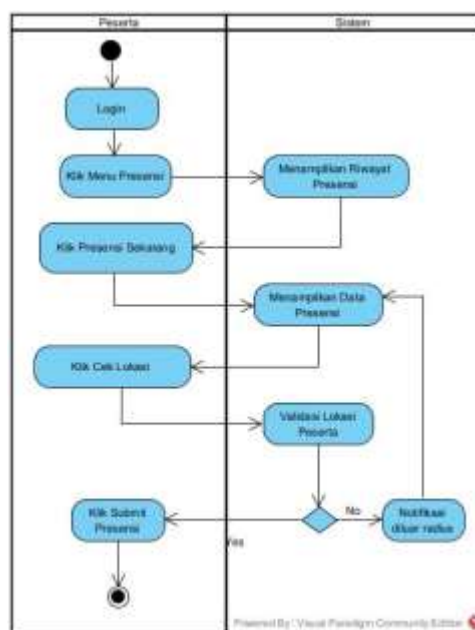 Peserta
Sistem
Login
Klik Menu Presensi
Menampilkan Riwayat
Presensi
Klik Presensi Sekarang
Menampilkan Data
Presensi
Klik Cek Lokasi
Validasi Lokasi
Peserta
Klik Submit
Presensi
No
Notifikasi
diluar radius
Yes
Powered By : Visual Paradigm Community Edition